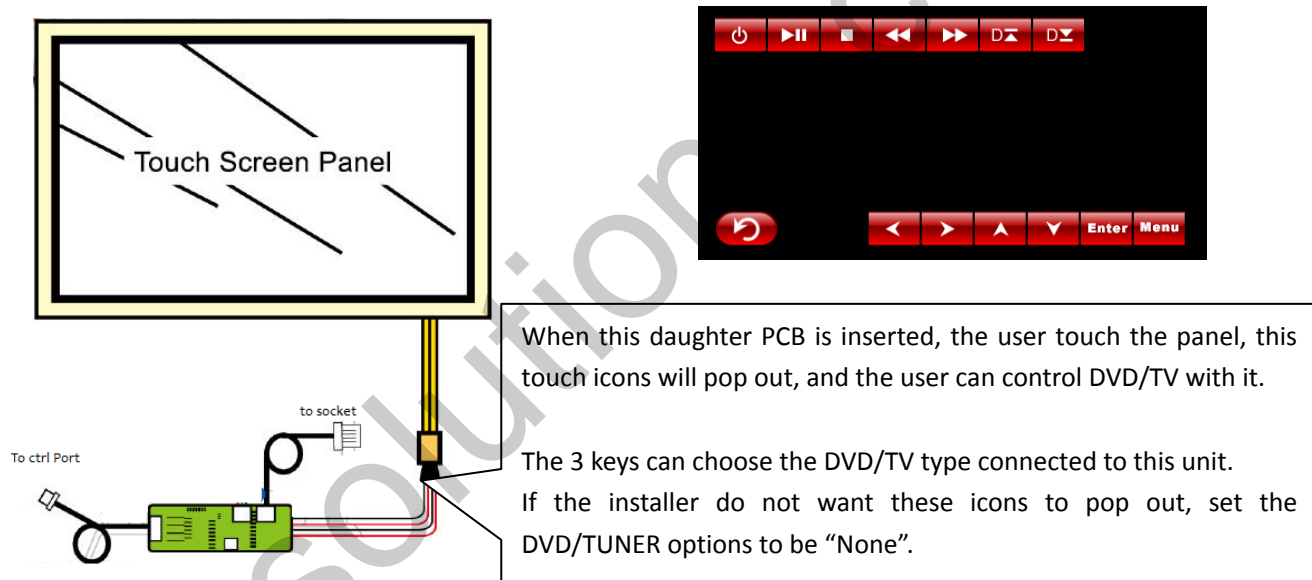 Touch Screen Panel
D
D
Enter Menu
to socket
To ctrl Port
When this daughter PCB is inserted, the user touch the panel, this
touch icons will pop out, and the user can control DVD/TV with it.
The 3 keys can choose the DVD/TV type connected to this unit.
If the installer do not want these icons to pop out, set the
DVD/TUNER options to be “None”.
solution